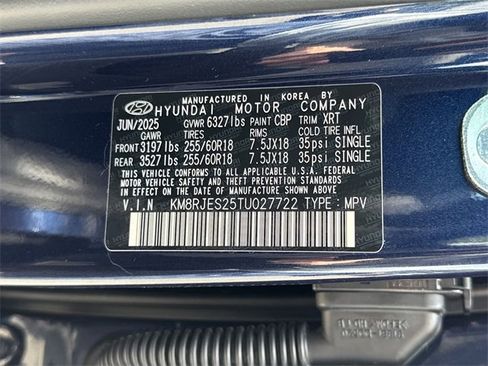 MANUFACTURED IN KOREA BY
HYUNDAI MOTOR COMPANY
JUN/2025 GVWR 6327lbs PAINT CBP TRIM XRT
GAWR TIRES RIMS COLD TIRE INFL
FRONT 3197lbs 255/60R18 7.5JX18 35psi SINGLE
REAR 3527lbs 255/60R18 7.5JX18 35psi SINGLE
THIS VEHICLE CONFORMS TO ALL APPLICABLE U.S.A. FEDERAL
MOTOR VEHICLE SAFETY, BUMPER, AND THEFT PREVENTION STANDARDS
IN EFFECT ON THE DATE OF MANUFACTURE SHOWN ABOVE.
V.I.N KM8RJES25TU027722 TYPE : MPV